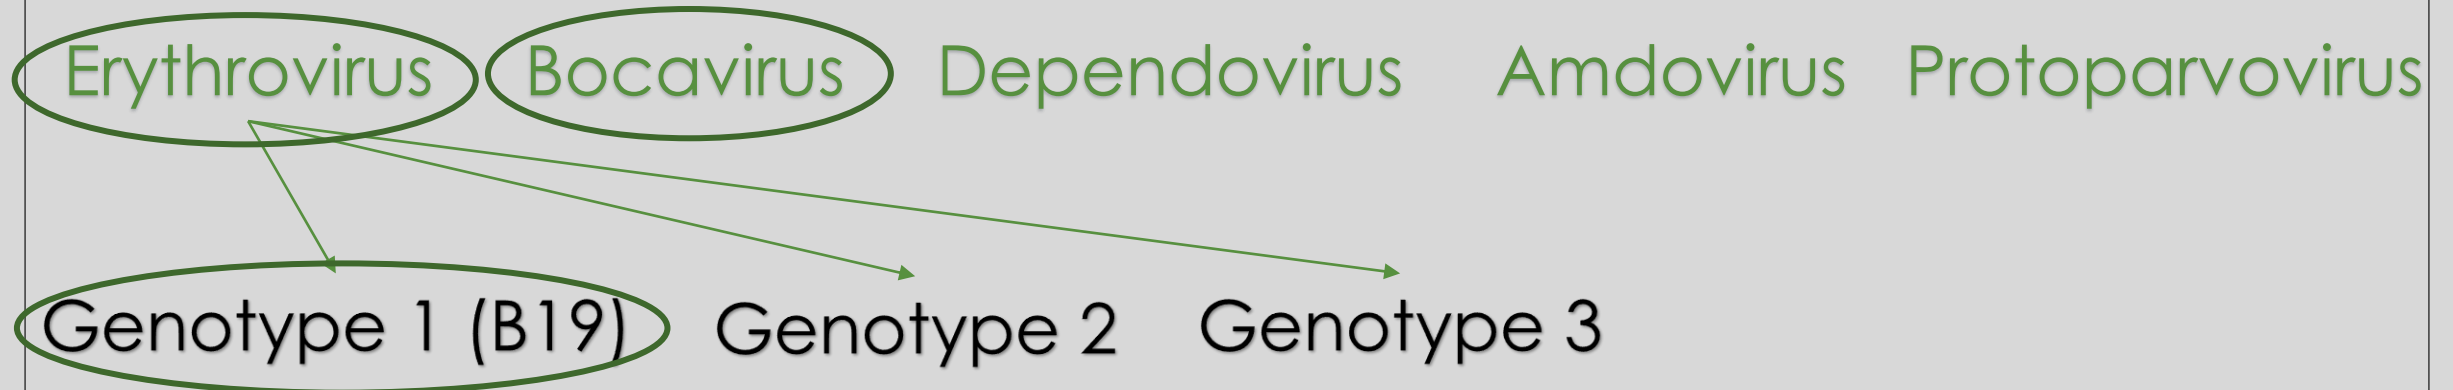 Erythrovirus Bocavirus Dependovirus Amdovirus Protoparvovirus
Genotype 1 (B19) Genotype 2 Genotype 3